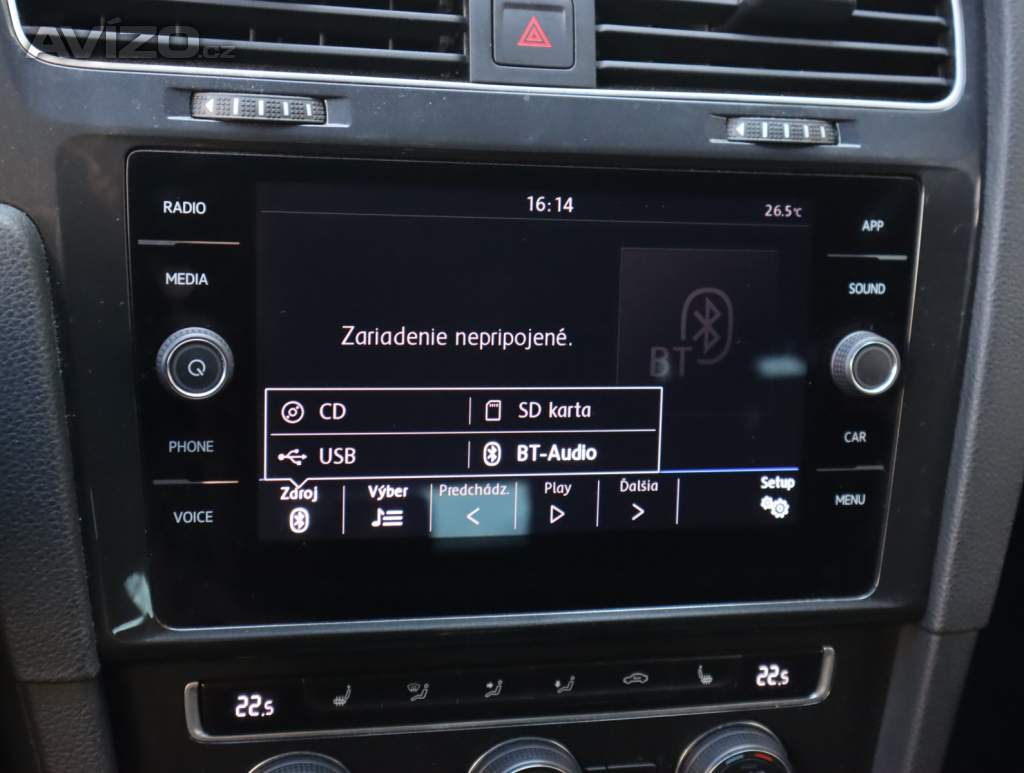 AVÍZO.cz
RADIO
MEDIA
PHONE
VOICE
16:14
26.5°C
Zariadenie nepripojené.
BT
CD
SD karta
USB
BT-Audio
Zdroj
Výber
Predchádz.
Play
Ďalšia
Setup
APP
SOUND
CAR
MENU
22.5
22.5